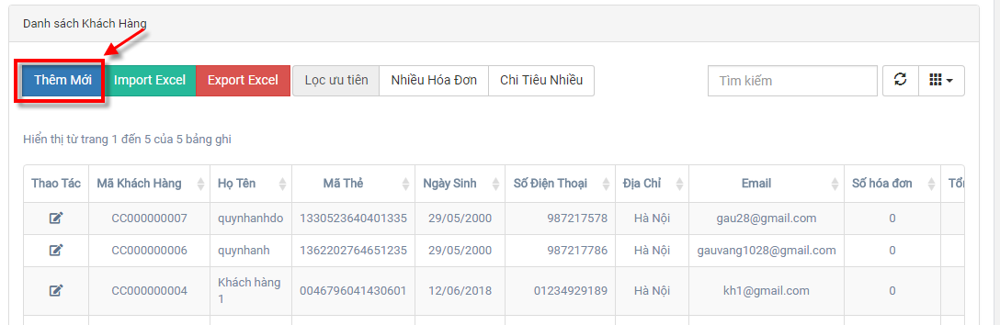 Danh sách Khách Hàng
Thêm Mới Import Excel Export Excel Lọc ưu tiên Nhiều Hóa Đơn Chi Tiêu Nhiều Tìm kiếm
Hiển thị từ trang 1 đến 5 của 5 bảng ghi
Thao Tác Mã Khách Hàng Họ Tên Mã Thẻ Ngày Sinh Số Điện Thoại Địa Chỉ Email Số hóa đơn
CC000000007 quynhanhdo 1330523640401335 29/05/2000 987217578 Hà Nội gau28@gmail.com 0
CC000000006 quynhanh 1362202764651235 29/05/2000 987217786 Hà Nội gauvang1028@gmail.com 0
CC000000004 Khách hàng 1 0046796041430601 12/06/2018 01234929189 Hà Nội kh1@gmail.com 0